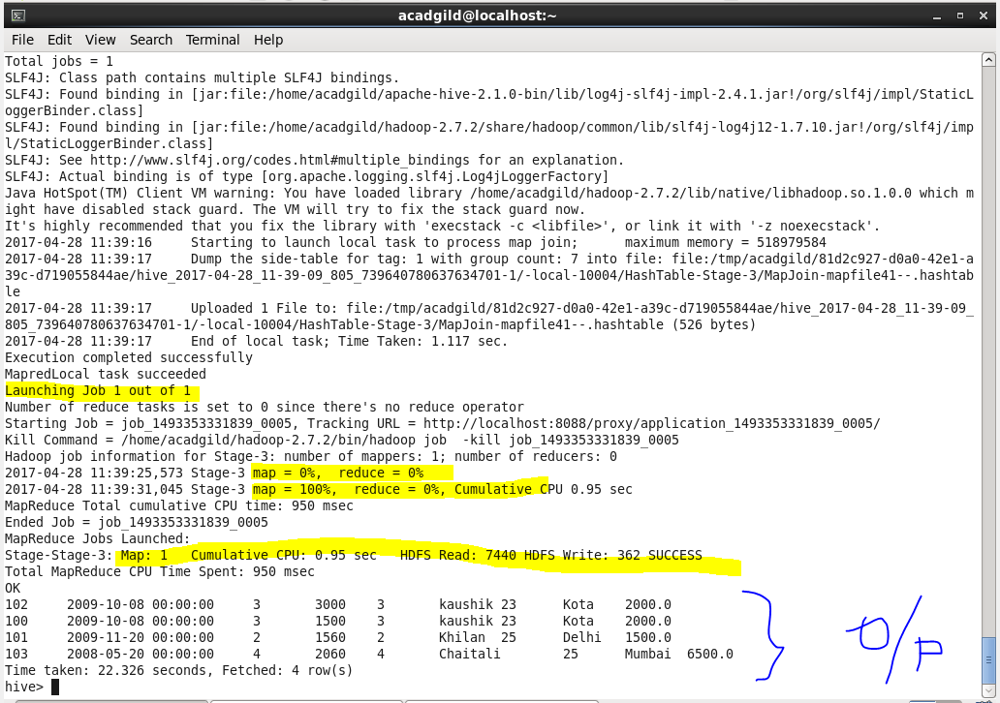 acadgild@localhost:~
File Edit View Search Terminal Help
Total jobs = 1
SLF4J: Class path contains multiple SLF4J bindings.
SLF4J: Found binding in [jar:file:/home/acadgild/apache-hive-2.1.0-bin/lib/log4j-slf4j-impl-2.4.1.jar!/org/slf4j/impl/StaticL
oggerBinder.class]
SLF4J: Found binding in [jar:file:/home/acadgild/hadoop-2.7.2/share/hadoop/common/lib/slf4j-log4j12-1.7.10.jar!/org/slf4j/imp
l/StaticLoggerBinder.class]
SLF4J: See http://www.slf4j.org/codes.html#multiple_bindings for an explanation.
SLF4J: Actual binding is of type [org.apache.logging.slf4j.Log4jLoggerFactory]
Java HotSpot(TM) Client VM warning: You have loaded library /home/acadgild/hadoop-2.7.2/lib/native/libhadoop.so.1.0.0 which m
ight have disabled stack guard. The VM will try to fix the stack guard now.
It's highly recommended that you fix the library with 'execstack -c <libfile>', or link it with '-z noexecstack'.
2017-04-28 11:39:16     Starting to launch local task to process map join;      maximum memory = 518979584
2017-04-28 11:39:17     Dump the side-table for tag: 1 with group count: 7 into file: file:/tmp/acadgild/81d2c927-d0a0-42e1-a
39c-d719055844ae/hive_2017-04-28_11-39-09_805_739640780637634701-1/-local-10004/HashTable-Stage-3/MapJoin-mapfile41--.hashtab
le
2017-04-28 11:39:17     Uploaded 1 File to: file:/tmp/acadgild/81d2c927-d0a0-42e1-a39c-d719055844ae/hive_2017-04-28_11-39-09_
805_739640780637634701-1/-local-10004/HashTable-Stage-3/MapJoin-mapfile41--.hashtable (526 bytes)
2017-04-28 11:39:17     End of local task; Time Taken: 1.117 sec.
Execution completed successfully
MapredLocal task succeeded
Launching Job 1 out of 1
Number of reduce tasks is set to 0 since there's no reduce operator
Starting Job = job_1493353331839_0005, Tracking URL = http://localhost:8088/proxy/application_1493353331839_0005/
Kill Command = /home/acadgild/hadoop-2.7.2/bin/hadoop job  -kill job_1493353331839_0005
Hadoop job information for Stage-3: number of mappers: 1; number of reducers: 0
2017-04-28 11:39:25,573 Stage-3 map = 0%,  reduce = 0%
2017-04-28 11:39:31,045 Stage-3 map = 100%,  reduce = 0%, Cumulative CPU 0.95 sec
MapReduce Total cumulative CPU time: 950 msec
Ended Job = job_1493353331839_0005
MapReduce Jobs Launched:
Stage-Stage-3: Map: 1   Cumulative CPU: 0.95 sec   HDFS Read: 7440 HDFS Write: 362 SUCCESS
Total MapReduce CPU Time Spent: 950 msec
OK
102     2009-10-08 00:00:00     3       3000    3       kaushik 23      Kota    2000.0
100     2009-10-08 00:00:00     3       1500    3       kaushik 23      Kota    2000.0
101     2009-11-20 00:00:00     2       1560    2       Khilan  25      Delhi   1500.0
103     2008-05-20 00:00:00     4       2060    4       Chaitali        25      Mumbai  6500.0
O/P
Time taken: 22.326 seconds, Fetched: 4 row(s)
hive>